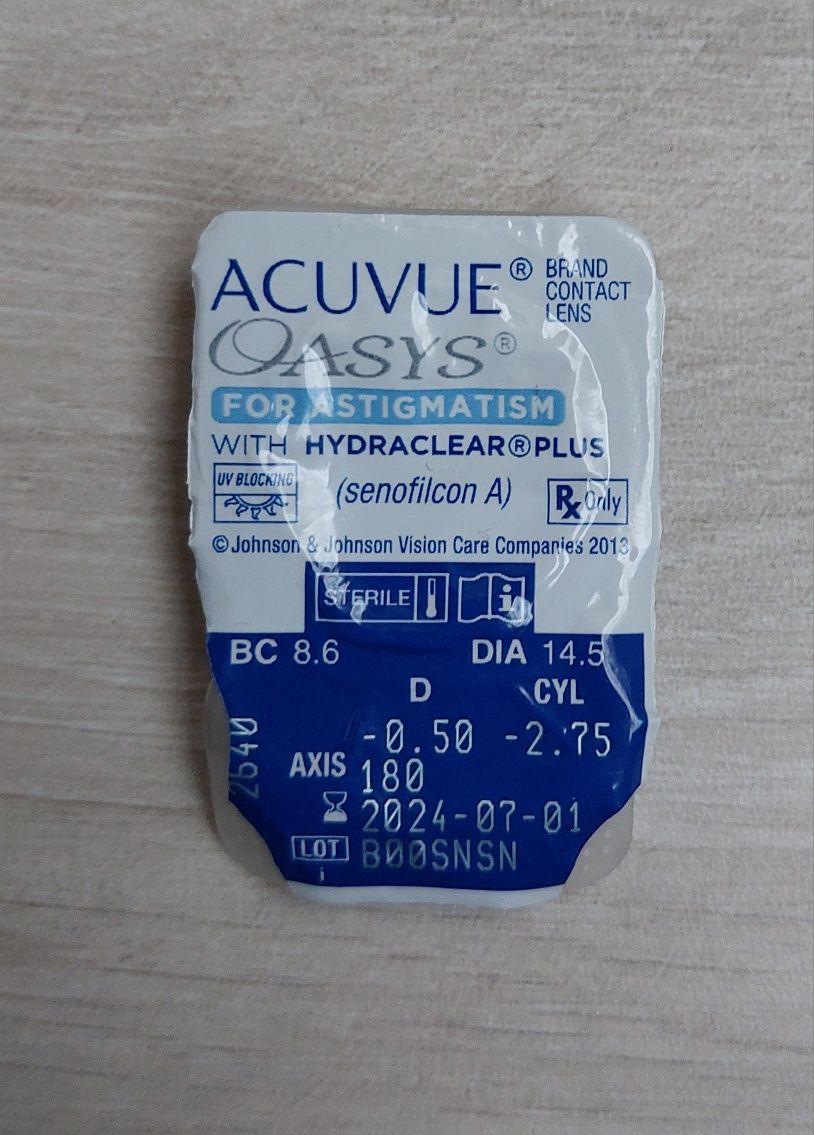 ACUVUE® BRAND
CONTACT
LENS
OASYS®
FOR ASTIGMATISM
WITH HYDRACLEAR®PLUS
UV BLOCKING
(senofilcon A)
Rx Only
©Johnson & Johnson Vision Care Companies 2013
STERILE i
BC 8.6 DIA 14.5
D CYL
-0.50 -2.75
AXIS 180
2024-07-01
LOT B00SNSN
i
2640